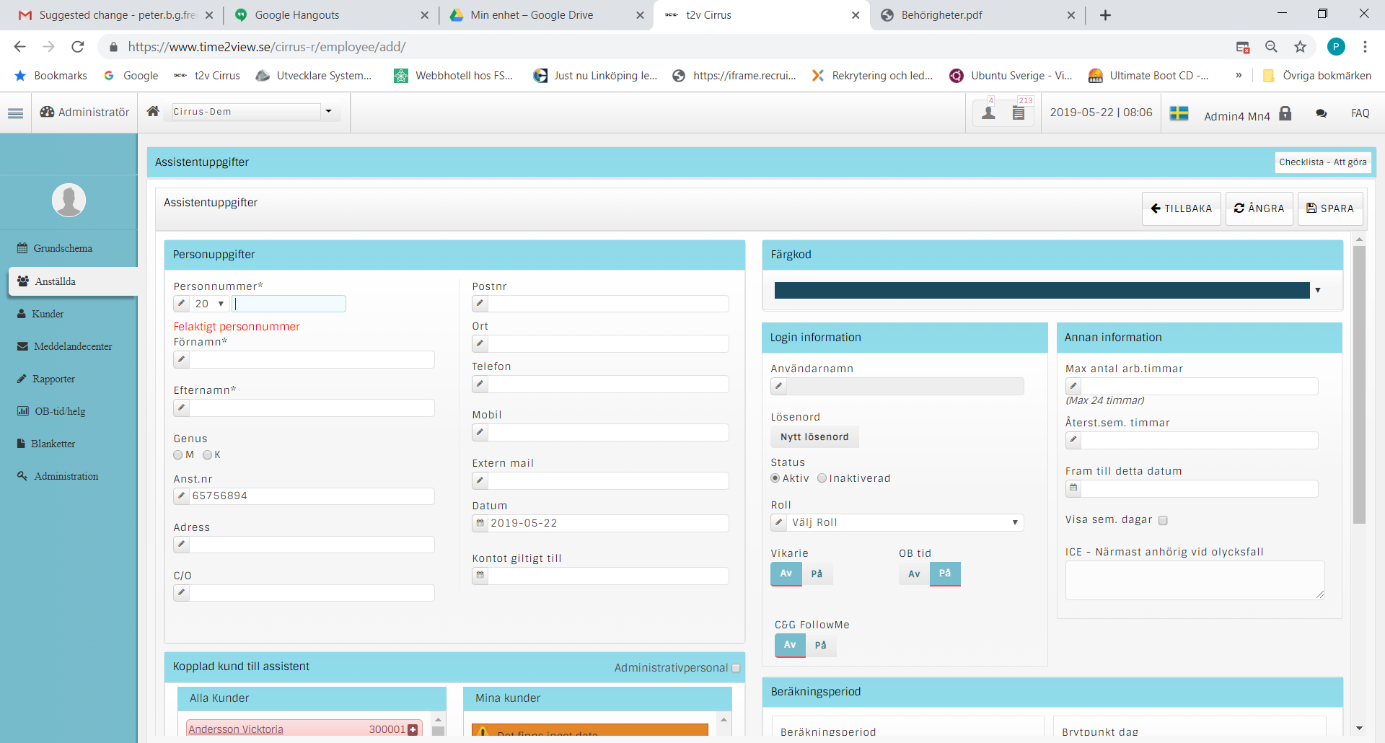 Suggested change - peter.b.g.fre
Google Hangouts
Min enhet – Google Drive
t2v Cirrus
Behörigheter.pdf
https://www.time2view.se/cirrus-r/employee/add/
P
Bookmarks
Google
t2v Cirrus
Utvecklare System...
Webbhotell hos FS...
Just nu Linköping le...
https://iframe.recrui...
Rekrytering och led...
Ubuntu Sverige - Vi...
Ultimate Boot CD -...
»
Övriga bokmärken
Administratör
Cirrus-Dem
4
213
2019-05-22 | 08:06
Admin4 Mn4
FAQ
Grundschema
Anställda
Kunder
Meddelandecenter
Rapporter
OB-tid/helg
Blanketter
Administration
Assistentuppgifter
Checklista - Att göra
Assistentuppgifter
TILLBAKA
ÅNGRA
SPARA
Personuppgifter
Personnummer*
20
Felaktigt personnummer
Förnamn*
Efternamn*
Genus
M
K
Anst.nr
65756894
Adress
C/O
Postnr
Ort
Telefon
Mobil
Extern mail
Datum
2019-05-22
Kontot giltigt till
Färgkod
Login information
Användarnamn
Lösenord
Nytt lösenord
Status
Aktiv
Inaktiverad
Roll
Välj Roll
Vikarie
OB tid
Av
På
Av
På
C&G FollowMe
Av
På
Annan information
Max antal arb.timmar
(Max 24 timmar)
Återst.sem. timmar
Fram till detta datum
Visa sem. dagar
ICE - Närmast anhörig vid olycksfall
Kopplad kund till assistent
Administrativpersonal
Alla Kunder
Andersson Vicktoria
300001
Mina kunder
Det finns inget data
Beräkningsperiod
Beräkningsperiod
Brytpunkt dag